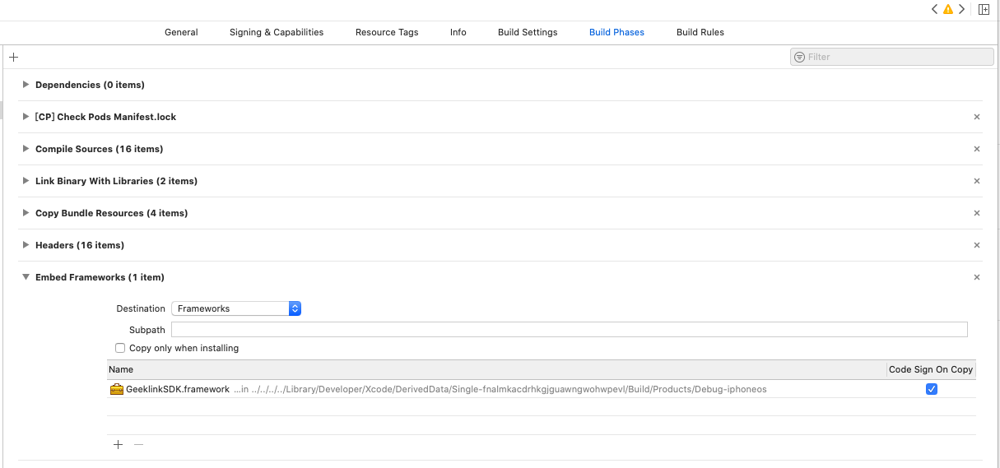 General Signing & Capabilities Resource Tags Info Build Settings Build Phases Build Rules
Filter
Dependencies (0 items)
[CP] Check Pods Manifest.lock
Compile Sources (16 items)
Link Binary With Libraries (2 items)
Copy Bundle Resources (4 items)
Headers (16 items)
Embed Frameworks (1 item)
Destination Frameworks
Subpath
Copy only when installing
Name Code Sign On Copy
GeeklinkSDK.framework ...in ../../../../Library/Developer/Xcode/DerivedData/Single-fnalmkacdrhkgjguawngwohwpevl/Build/Products/Debug-iphoneos